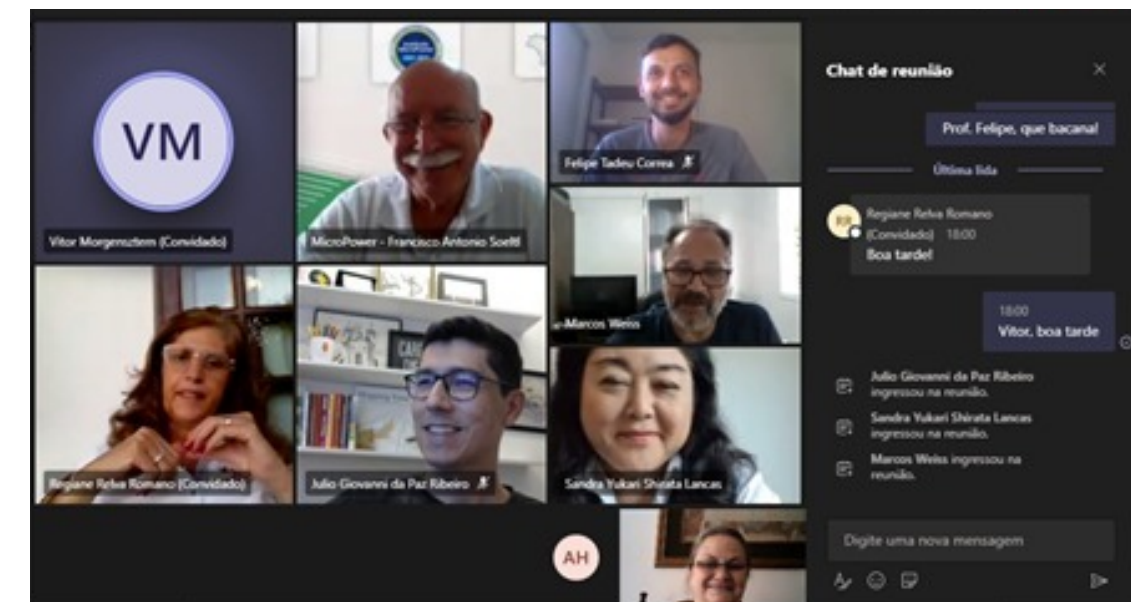 VM
Vitor Morgensztern (Convidado)
MicroPower - Francisco Antonio Soeltl
Felipe Tadeu Correa
Marcos Weiss
Regiane Relva Romano (Convidado)
Julio Giovanni da Paz Ribeiro
Sandra Yukari Shirata Lancas
AH
Chat de reunião
Prof. Felipe, que bacana!
Última lida
RR
Regiane Relva Romano
(Convidado) 18:00
Boa tarde!
18:00
Vitor, boa tarde
Julio Giovanni da Paz Ribeiro
ingressou na reunião.
Sandra Yukari Shirata Lancas
ingressou na reunião.
Marcos Weiss ingressou na
reunião.
Digite uma nova mensagem